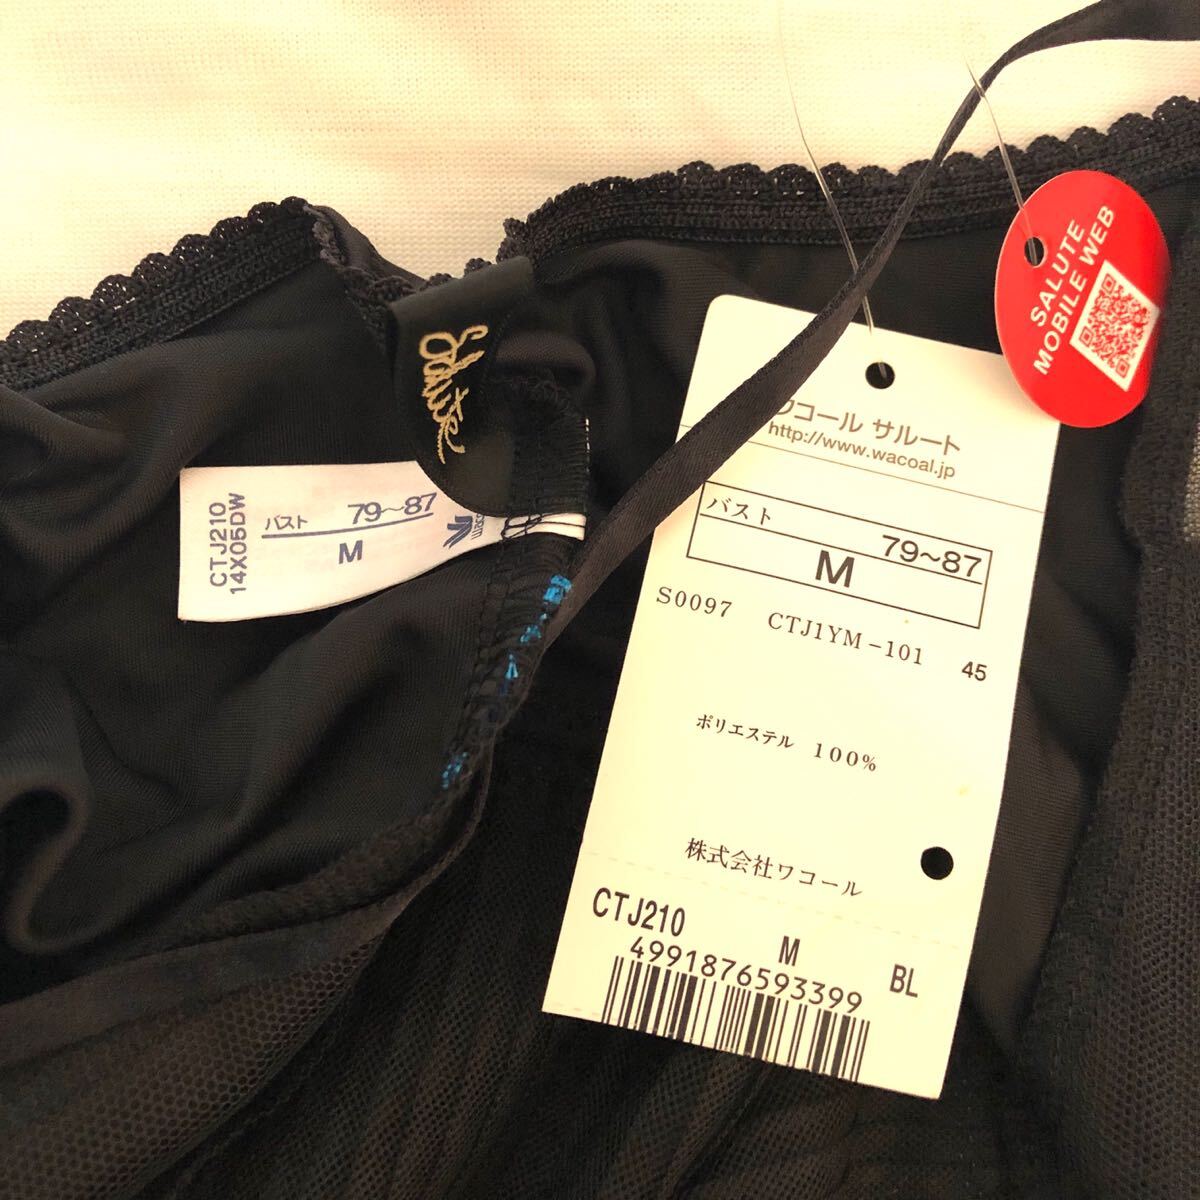 SALUTE
MOBILE WEB
Salute
ワコール サルート
http://www.wacoal.jp
バスト
79～87
M
S0097 CTJ1YM-101 45
ポリエステル 100%
株式会社ワコール
CTJ210 M BL
4991876593399
CTJ210
14X05DW
バスト 79～87
M